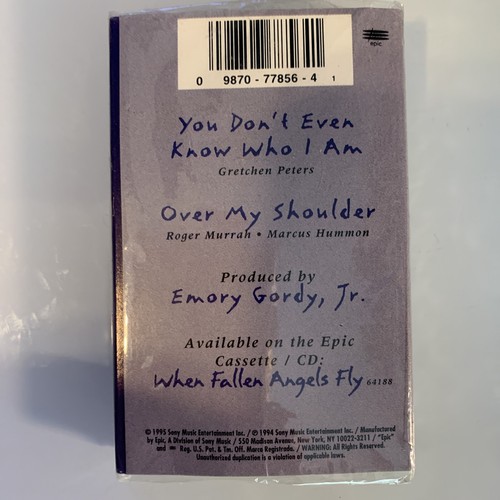 EPIC
0 9870-77856-4 1
You Don't Even
Know Who I Am
Gretchen Peters
Over My Shoulder
Roger Murrah • Marcus Hummon
Produced by
Emory Gordy, Jr.
Available on the Epic
Cassette / CD:
When Fallen Angels Fly 64188
© 1995 Sony Music Entertainment Inc. / ℗ 1994 Sony Music Entertainment Inc. / Manufactured
by Epic, A Division of Sony Music / 550 Madison Avenue, New York, NY 10022-3211 / "Epic"
and Reg. U.S. Pat. & Tm. Off. Marca Registrada. / WARNING: All Rights Reserved.
Unauthorized duplication is a violation of applicable laws.